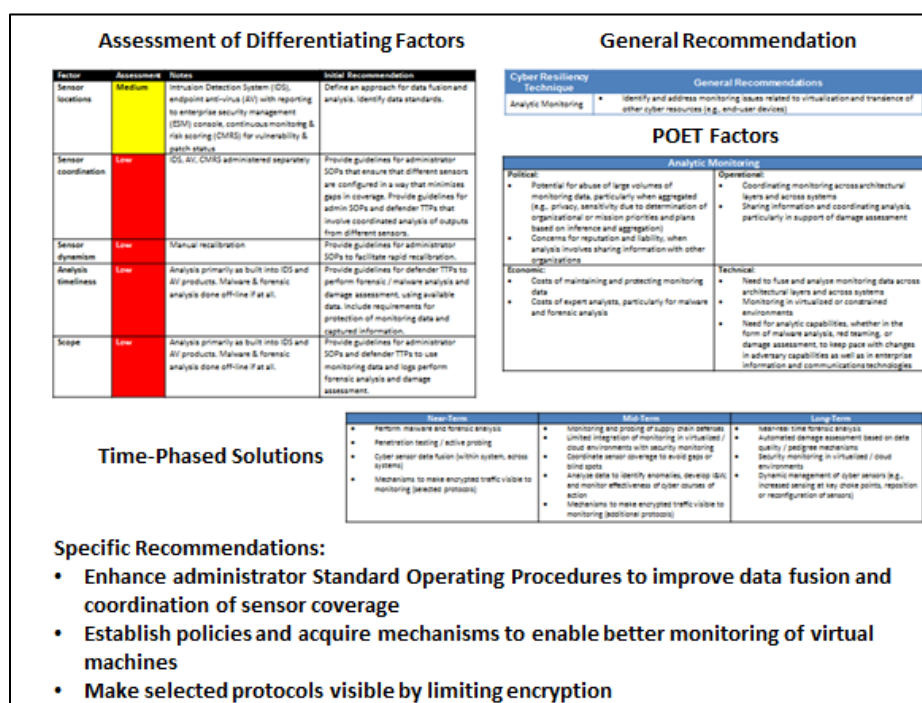 Assessment of Differentiating Factors
Factor Assessment Notes Initial Recommendation
Sensor locations
Medium
Intrusion Detection System (IDS),
endpoint anti-virus (AV) with reporting
to enterprise security management
(ESM) console, continuous monitoring &
risk scoring (CMRS) for vulnerability &
patch status
Define an approach for data fusion and
analysis. Identify data standards.
Sensor
coordination
Low
IDS, AV, CMRS administered separately
Provide guidelines for administrator
SOPs that ensure that different sensors
are configured in a way that minimizes
gaps in coverage. Provide guidelines for
admin SOPs and defender TTPs that
involve coordinated analysis of outputs
from different sensors.
Sensor
dynamism
Low
Manual recalibration
Provide guidelines for administrator
SOPs to facilitate rapid recalibration.
Analysis
timeliness
Low
Analysis primarily as built into IDS and
AV products. Malware & forensic
analysis done off-line if at all.
Provide guidelines for defender TTPs to
perform forensic / malware analysis and
damage assessment, using available
data. Include requirements for
protection of monitoring data and
captured information.
Scope
Low
Analysis primarily as built into IDS and
AV products. Malware & forensic
analysis done off-line if at all.
Provide guidelines for administrator
SOPs and defender TTPs to use
monitoring data and logs perform
forensic analysis and damage
assessment.
General Recommendation
Cyber Resiliency
Technique
General Recommendations
Analytic Monitoring
• Identify and address monitoring issues related to virtualization and transience of
other cyber resources (e.g., end-user devices)
POET Factors
Analytic Monitoring
Political:
• Potential for abuse of large volumes of
monitoring data, particularly when aggregated
(e.g., privacy, sensitivity due to determination of
organizational or mission priorities and plans
based on inference and aggregation)
• Concerns for reputation and liability, when
analysis involves sharing information with other
organizations
Operational:
• Coordinating monitoring across architectural
layers and across systems
• Sharing information and coordinating analysis,
particularly in support of damage assessment
Economic:
• Costs of maintaining and protecting monitoring
data
• Costs of expert analysts, particularly for malware
and forensic analysis
Technical:
• Need to fuse and analyse monitoring data across
architectural layers and across systems
• Monitoring in virtualized or constrained
environments
• Need for analytic capabilities, whether in the
form of malware analysis, red teaming, or
damage assessment, to keep pace with changes
in adversary capabilities as well as in enterprise
information and communications technologies
Time-Phased Solutions
Near-Term
• Perform malware and forensic analysis
• Penetration testing / active probing
• Cyber sensor data fusion (within system, across
systems)
• Mechanisms to make encrypted traffic visible to
monitoring (selected protocols)
Mid-Term
• Monitoring and probing of supply chain defenses
• Limited integration of monitoring in virtualized /
cloud environments with security monitoring
• Coordinate sensor coverage to avoid gaps or
blind spots
• Analyze data to identify anomalies, develop I&W,
and monitor effectiveness of cyber courses of
action
• Mechanisms to make encrypted traffic visible to
monitoring (additional protocols)
Long-Term
• Near-real time forensic analysis
• Automated damage assessment based on data
quality / pedigree mechanisms
• Security monitoring in virtualized / cloud
environments
• Dynamic management of cyber sensors (e.g.,
increased sensing at key choke points, reposition
or reconfiguration of sensors)
Specific Recommendations:
• Enhance administrator Standard Operating Procedures to improve data fusion and
coordination of sensor coverage
• Establish policies and acquire mechanisms to enable better monitoring of virtual
machines
• Make selected protocols visible by limiting encryption